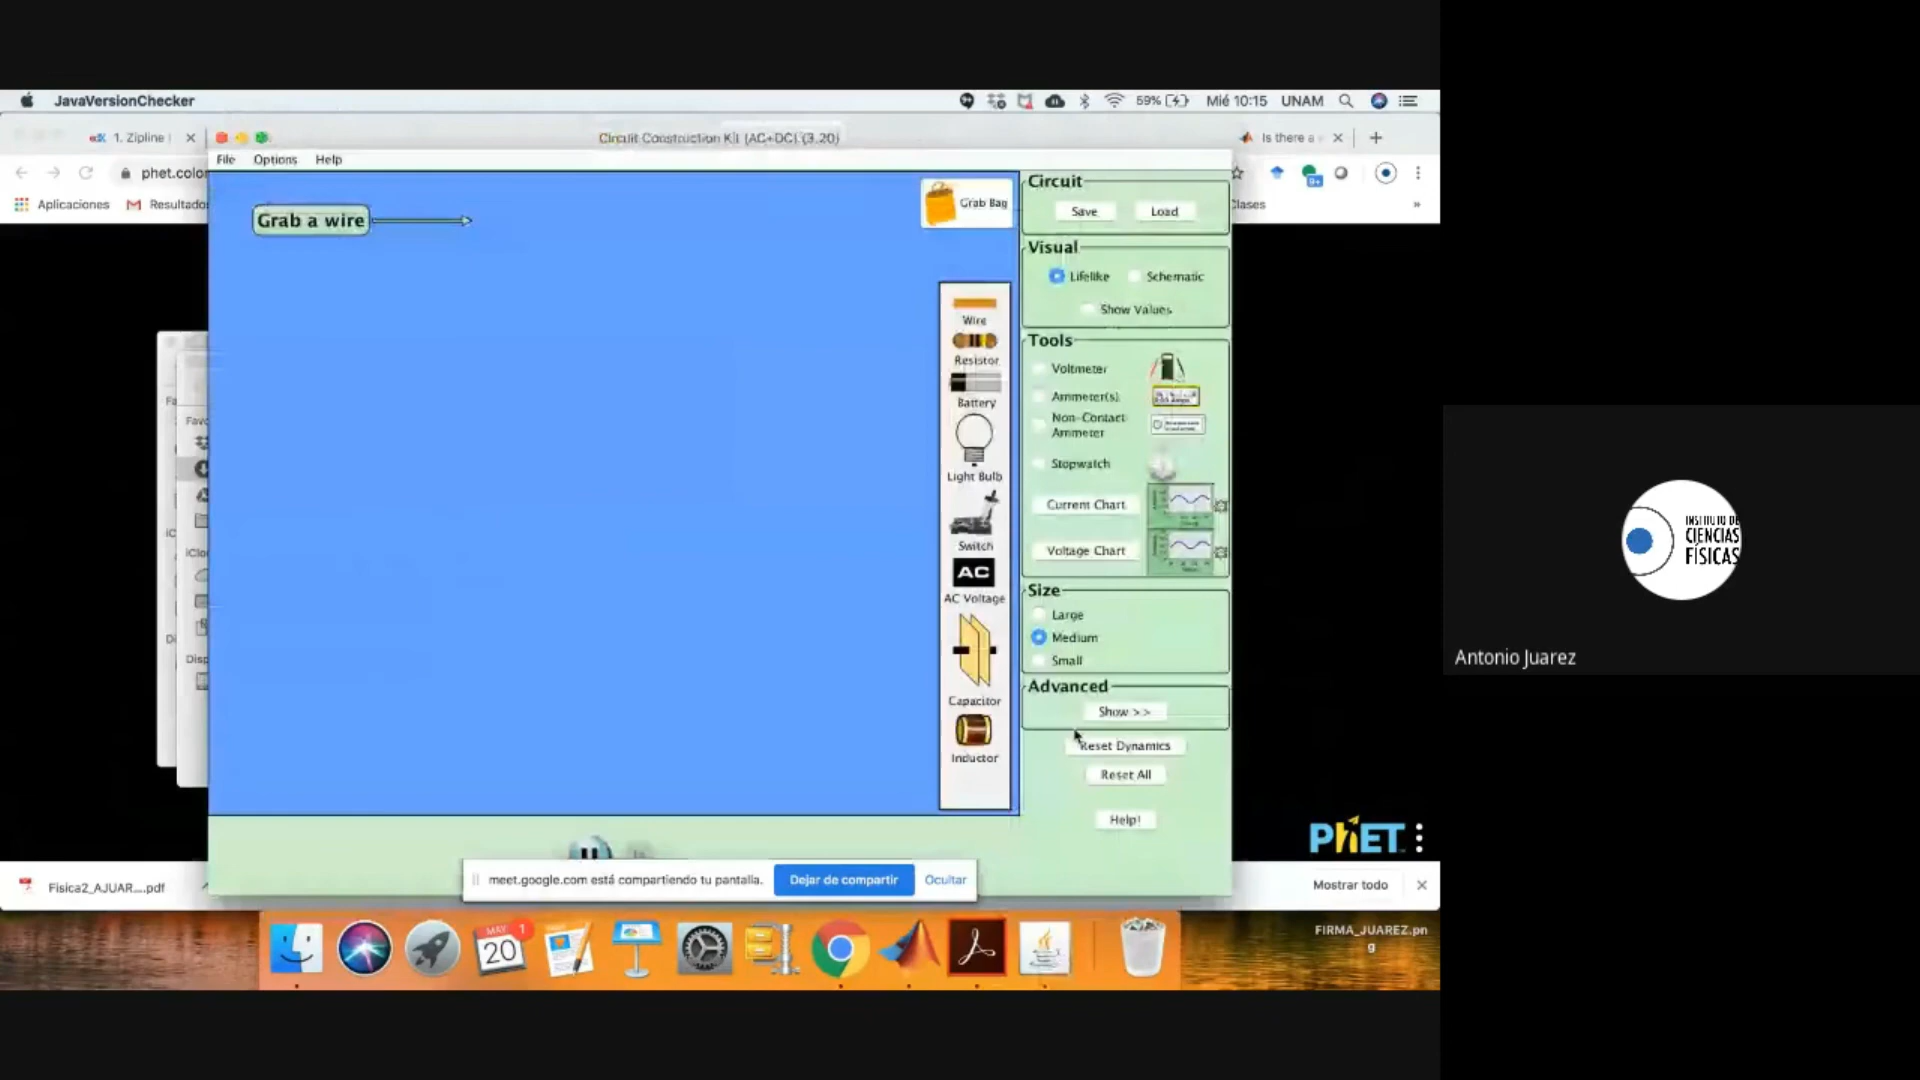 JavaVersionChecker
59%
Mié 10:15
UNAM
1. Zipline
Circuit Construction Kit (AC+DC) (3.20)
Is there a
File
Options
Help
phet.color
Aplicaciones
Resultado
Clases
»
Grab a wire
Grab Bag
Wire
Resistor
Battery
Light Bulb
Switch
AC
AC Voltage
Capacitor
Inductor
Circuit
Save
Load
Visual
Lifelike
Schematic
Show Values
Tools
Voltmeter
Ammeter(s)
Non-Contact
Ammeter
Stopwatch
Current Chart
Voltage Chart
Size
Large
Medium
Small
Advanced
Show >>
Reset Dynamics
Reset All
Help!
Favo
iClo
Disp
PhET
meet.google.com está compartiendo tu pantalla.
Dejar de compartir
Ocultar
Fisica2_AJUAR....pdf
Mostrar todo
MAY
20
1
FIRMA_JUAREZ.pn
g
INSTITUTO DE
CIENCIAS
FÍSICAS
Antonio Juarez